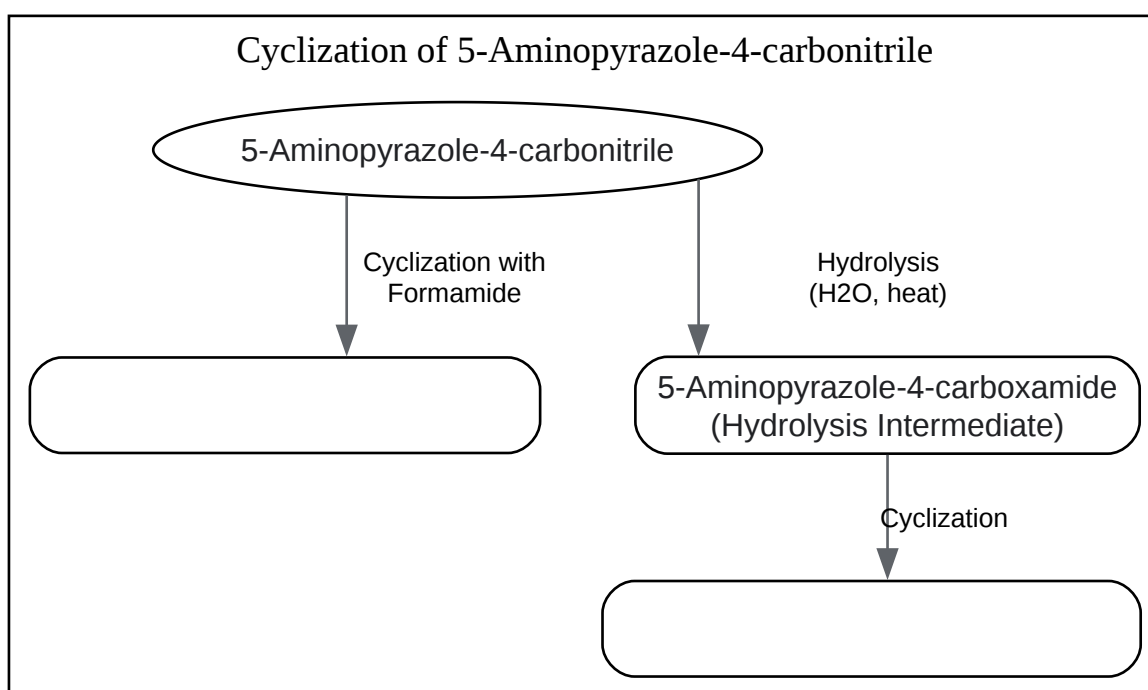 Cyclization of 5-Aminopyrazole-4-carbonitrile
5-Aminopyrazole-4-carbonitrile
Cyclization with
Formamide
Hydrolysis
(H2O, heat)
5-Aminopyrazole-4-carboxamide
(Hydrolysis Intermediate)
Cyclization